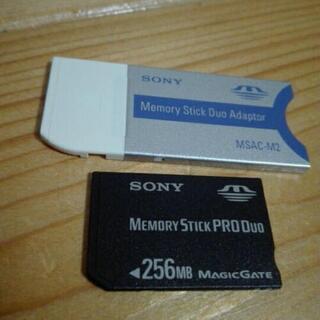 SONY
Memory Stick Duo Adaptor
MSAC-M2
SONY
MEMORY STICK PRO DUO
256MB MAGICGATE